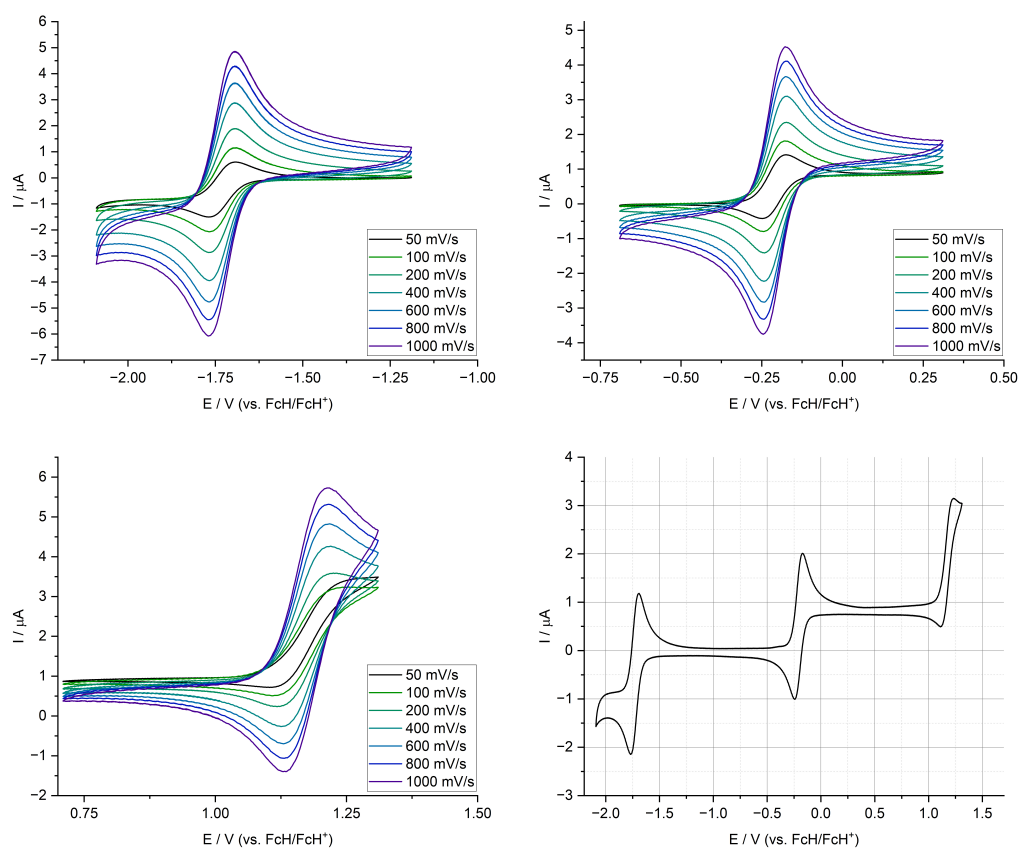 6
5
4
3
2
1
0
−1
−2
−3
−4
−5
−6
−7
I / μA
50 mV/s
100 mV/s
200 mV/s
400 mV/s
600 mV/s
800 mV/s
1000 mV/s
−2.00 −1.75 −1.50 −1.25 −1.00
E / V (vs. FcH/FcH⁺)
5
4
3
2
1
0
−1
−2
−3
−4
I / μA
50 mV/s
100 mV/s
200 mV/s
400 mV/s
600 mV/s
800 mV/s
1000 mV/s
−0.75 −0.50 −0.25 0.00 0.25 0.50
E / V (vs. FcH/FcH⁺)
6
5
4
3
2
1
0
−1
−2
I / μA
50 mV/s
100 mV/s
200 mV/s
400 mV/s
600 mV/s
800 mV/s
1000 mV/s
0.75 1.00 1.25 1.50
E / V (vs. FcH/FcH⁺)
4
3
2
1
0
−1
−2
−3
I / μA
−2.0 −1.5 −1.0 −0.5 0.0 0.5 1.0 1.5
E / V (vs. FcH/FcH⁺)